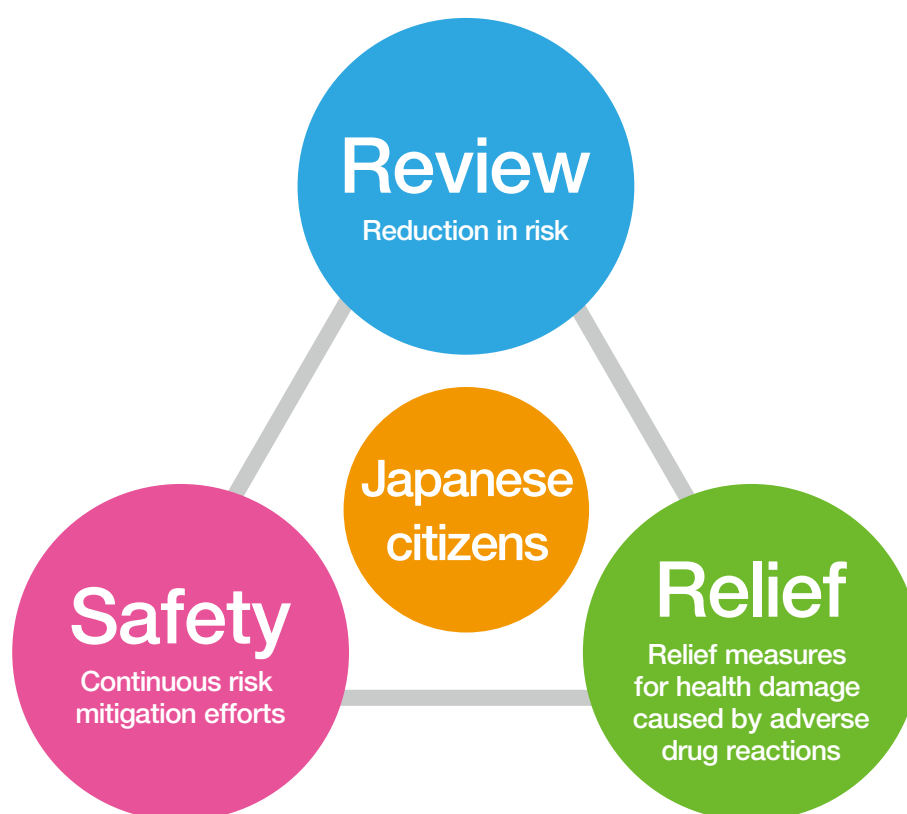 Review
Reduction in risk
Japanese
citizens
Safety
Continuous risk
mitigation efforts
Relief
Relief measures
for health damage
caused by adverse
drug reactions